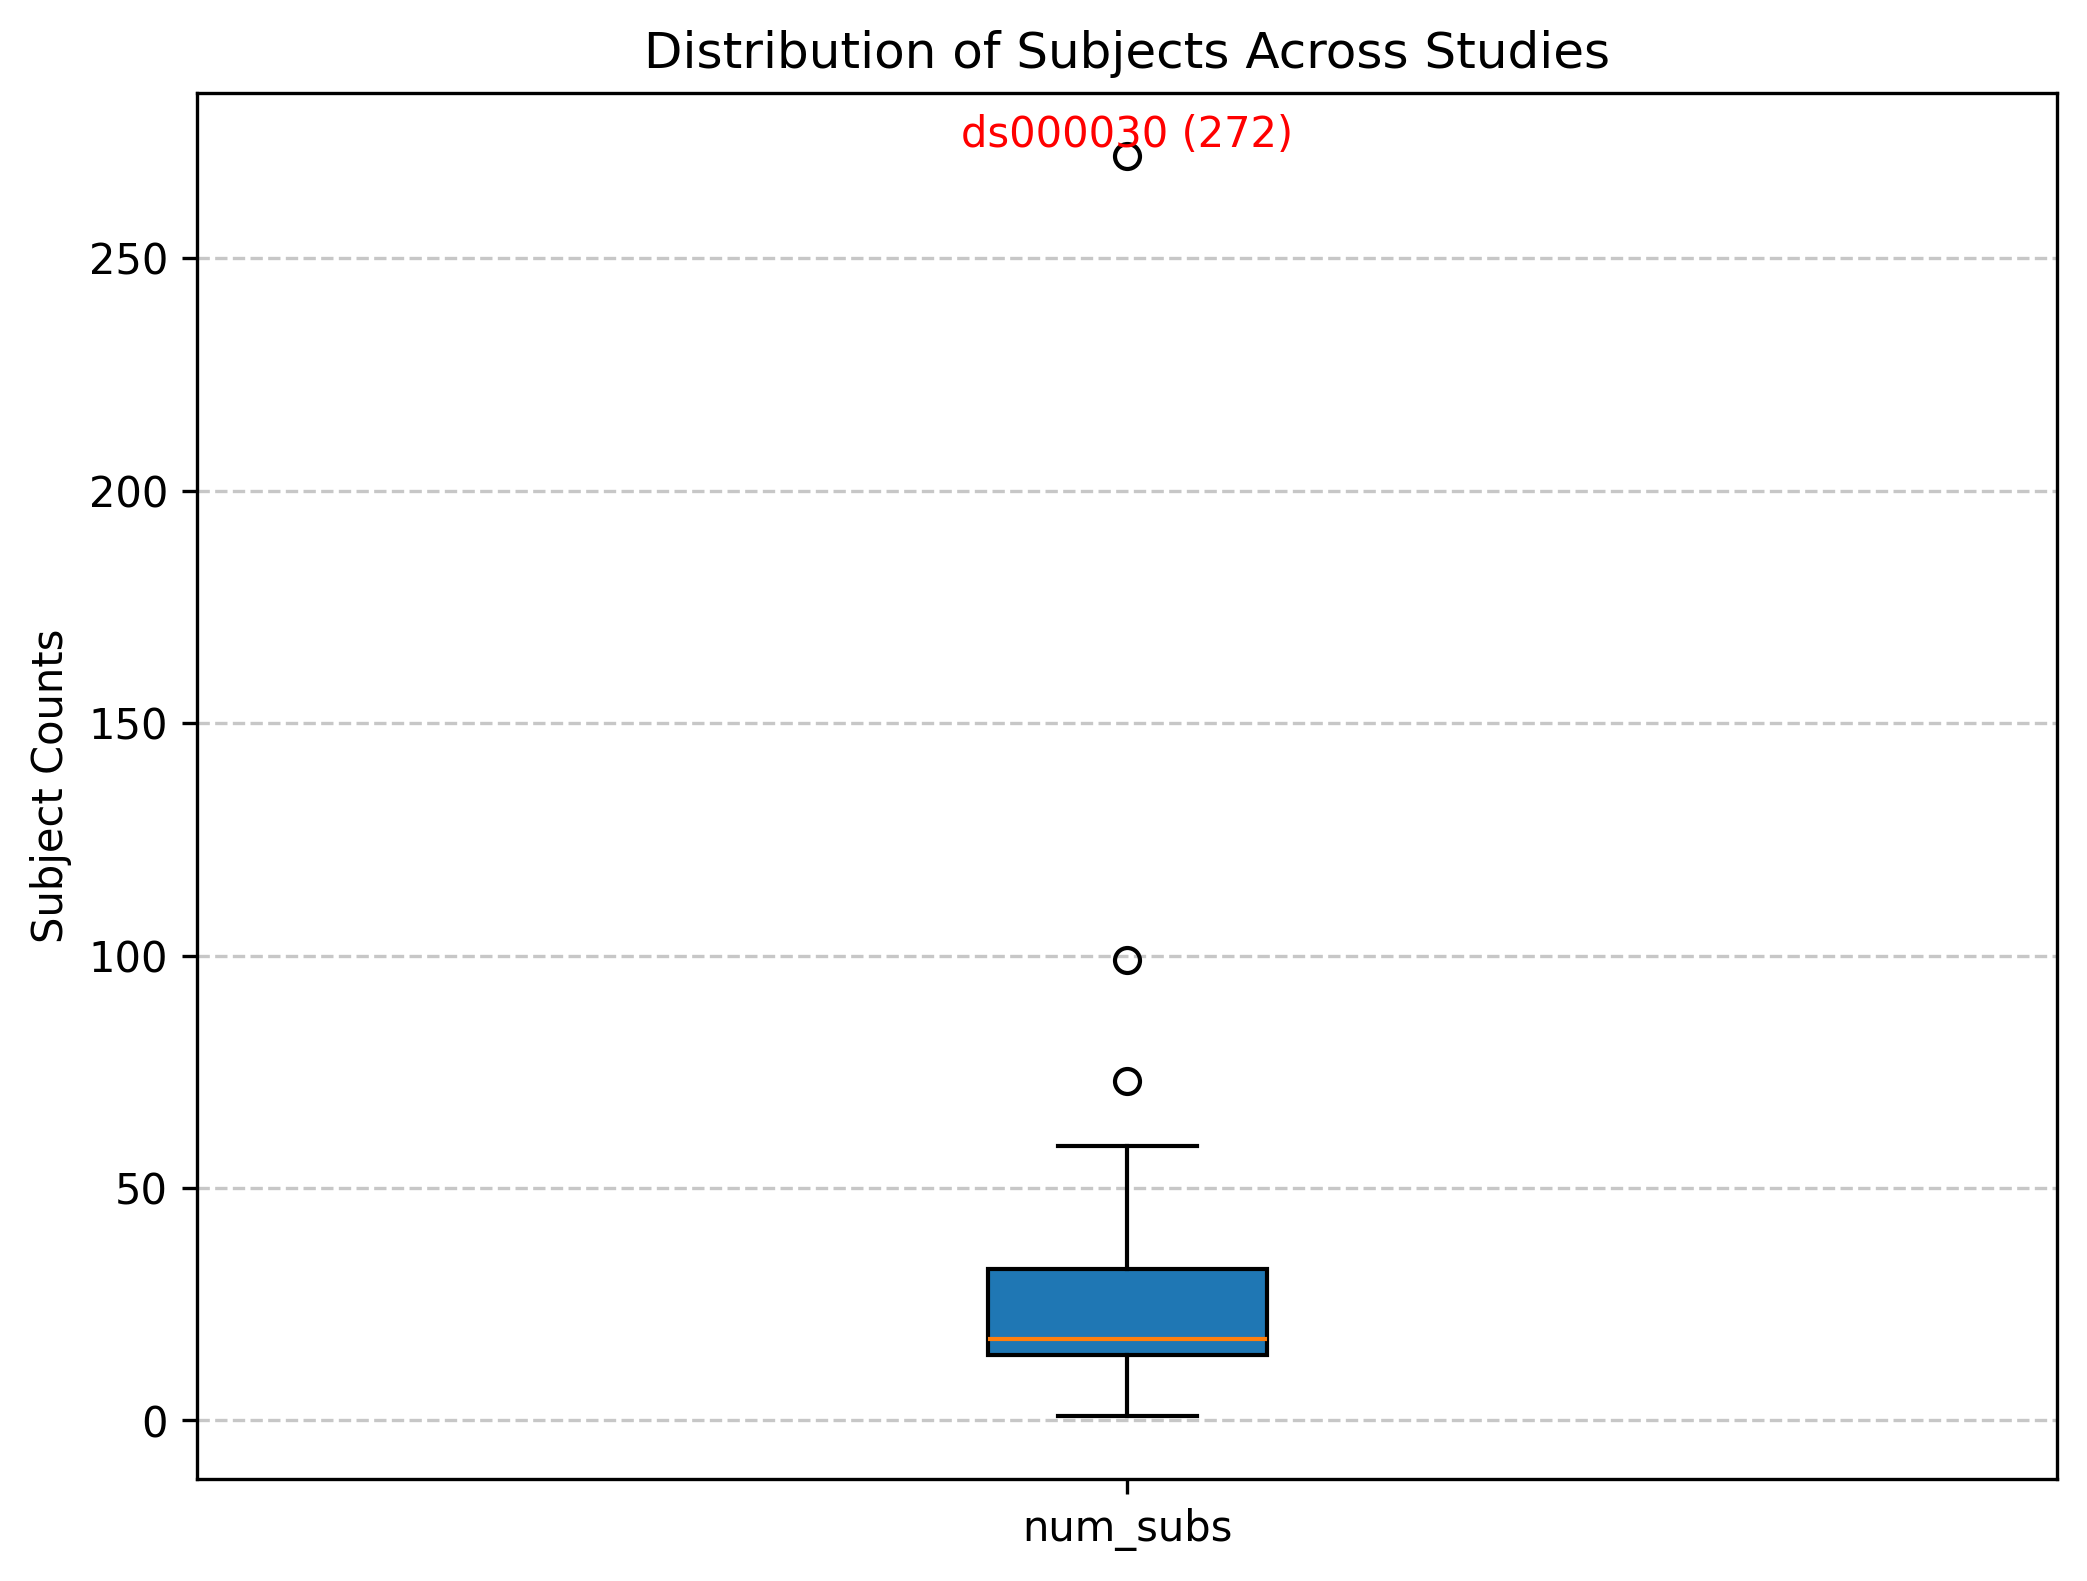 Distribution of Subjects Across Studies
ds000030 (272)
250
200
150
100
50
0
Subject Counts
num_subs